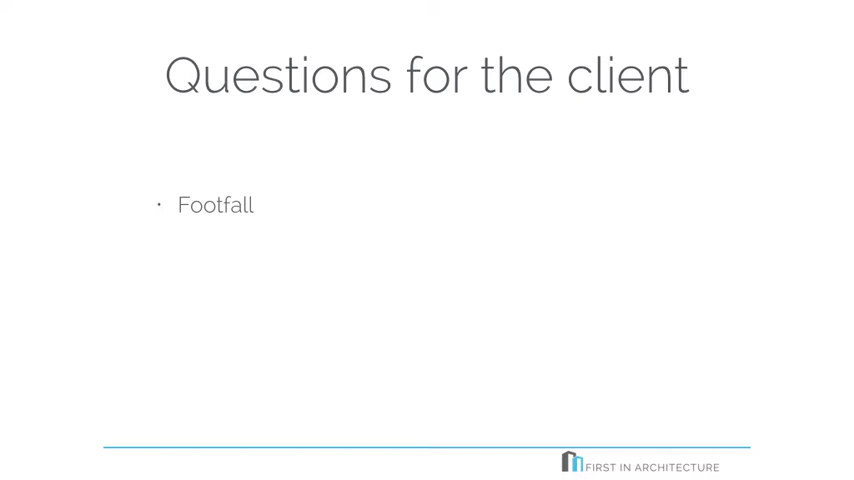 Questions for the client
· Footfall
FIRST IN ARCHITECTURE